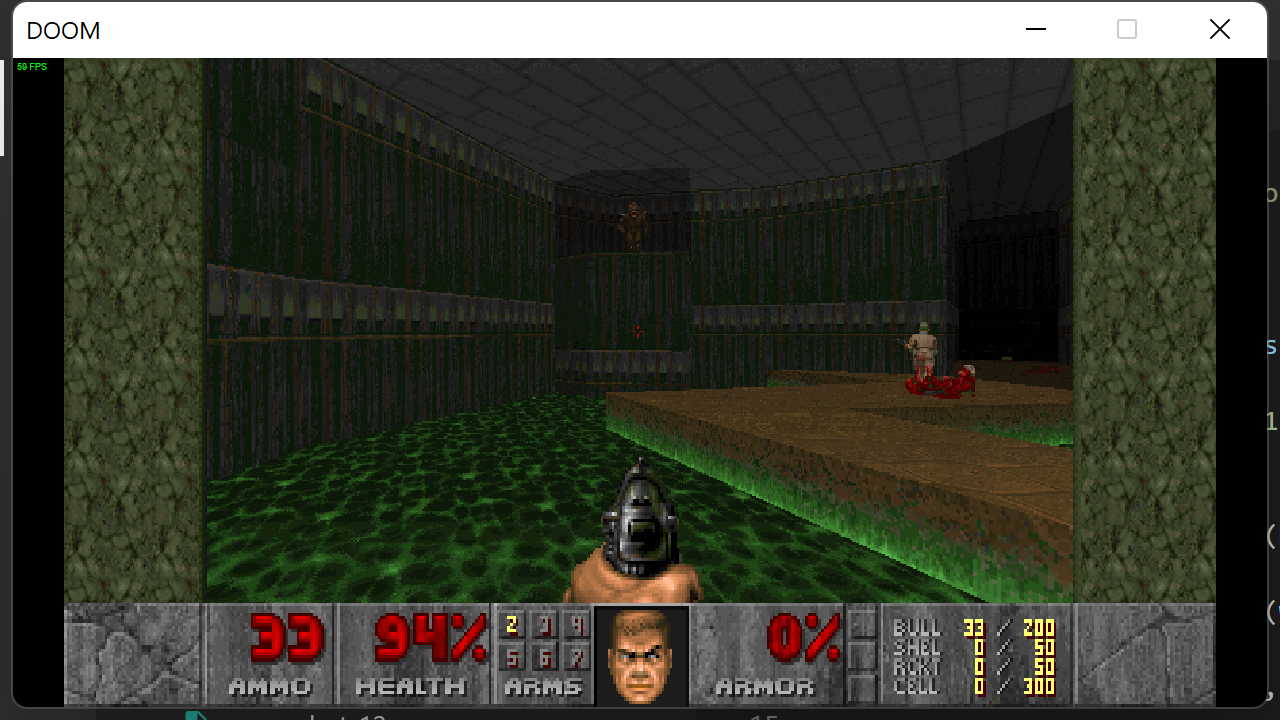 DOOM
59 FPS
33 94% 2 3 4 0% BULL 33 / 200
5 6 7 SHEL 0 / 50
RCKT 0 / 50
AMMO HEALTH ARMS ARMOR CELL 0 / 300